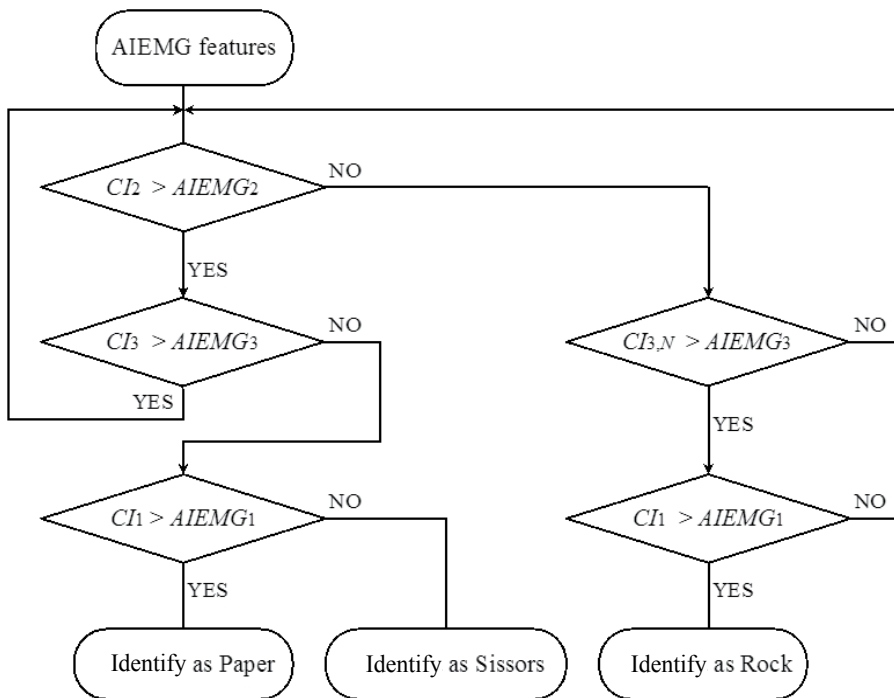 AIEMG features
CI2 > AIEMG2
NO
YES
CI3 > AIEMG3
NO
CI3,N > AIEMG3
NO
YES
YES
CI1 > AIEMG1
NO
CI1 > AIEMG1
NO
YES
YES
Identify as Paper
Identify as Sissors
Identify as Rock